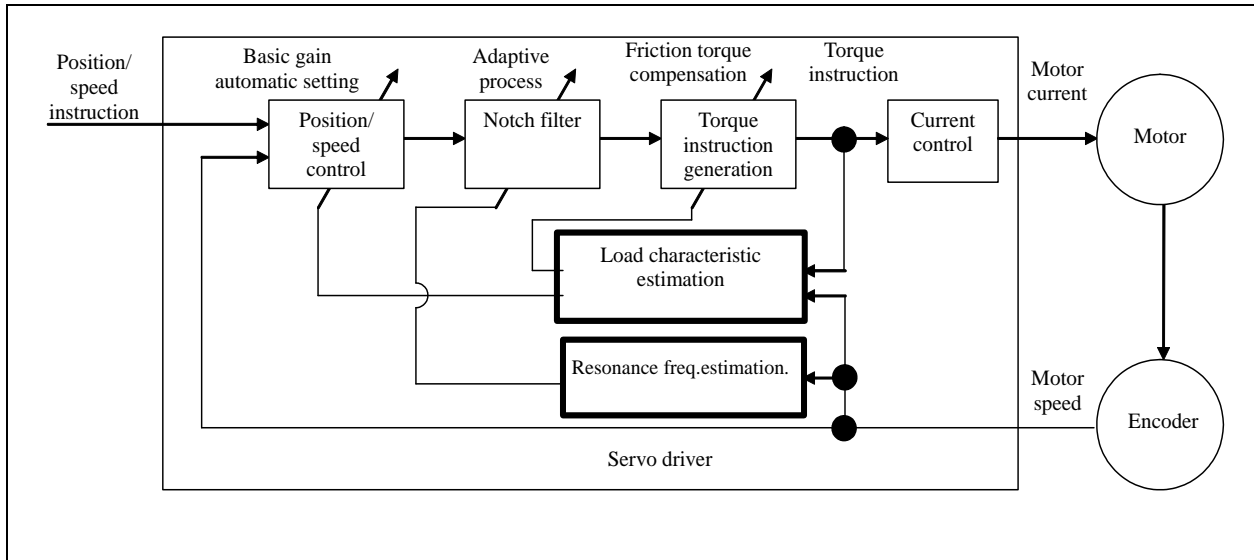 Position/
speed
instruction
Basic gain
automatic setting
Adaptive
process
Friction torque
compensation
Torque
instruction
Motor
current
Position/
speed
control
Notch filter
Torque
instruction
generation
Current
control
Motor
Load characteristic
estimation
Resonance freq.estimation.
Motor
speed
Encoder
Servo driver